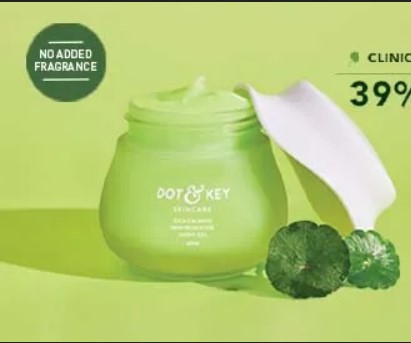 NO ADDED
FRAGRANCE
CLINIC
39%
DOT & KEY
SKINCARE